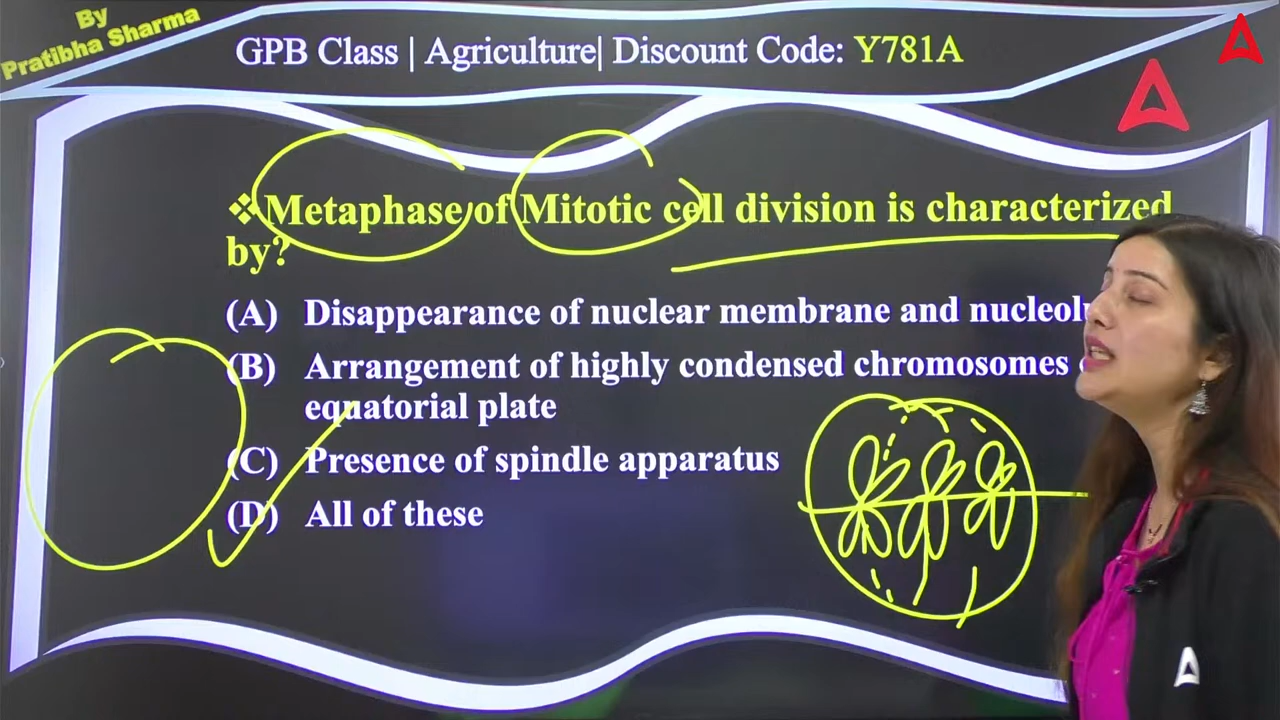 By
Pratibha Sharma
GPB Class | Agriculture| Discount Code: Y781A
❖Metaphase of Mitotic cell division is characterized
by?
(A) Disappearance of nuclear membrane and
(B) Arrangement of highly condensed chromosomes
equatorial plate
(C) Presence of spindle apparatus
(D) All of these